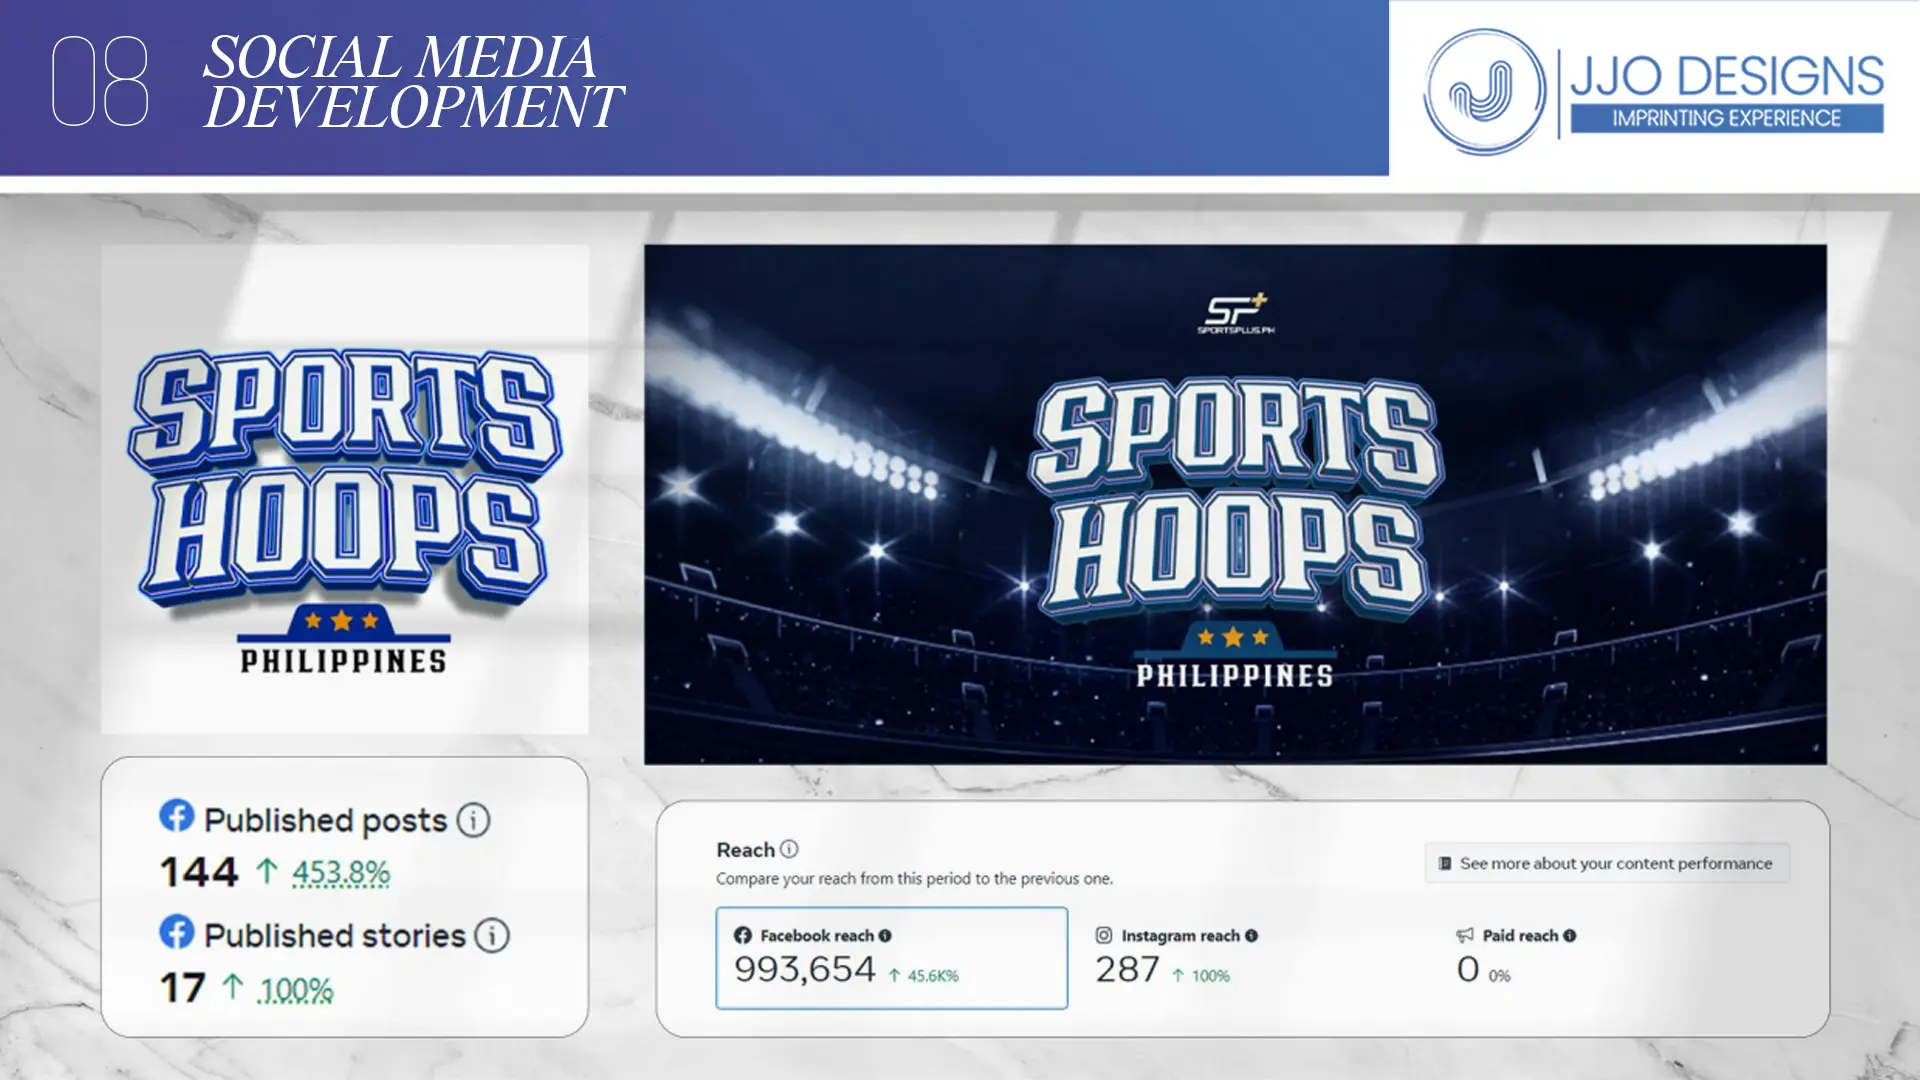 08
SOCIAL MEDIA
DEVELOPMENT
JJO DESIGNS
IMPRINTING EXPERIENCE
SPORTS
HOOPS
PHILIPPINES
SP+
SPORTSPLUS.PH
SPORTS
HOOPS
PHILIPPINES
Published posts
144 ↑ 453.8%
Published stories
17 ↑ 100%
Reach
Compare your reach from this period to the previous one.
See more about your content performance
Facebook reach
993,654 ↑ 45.6K%
Instagram reach
287 ↑ 100%
Paid reach
0 0%